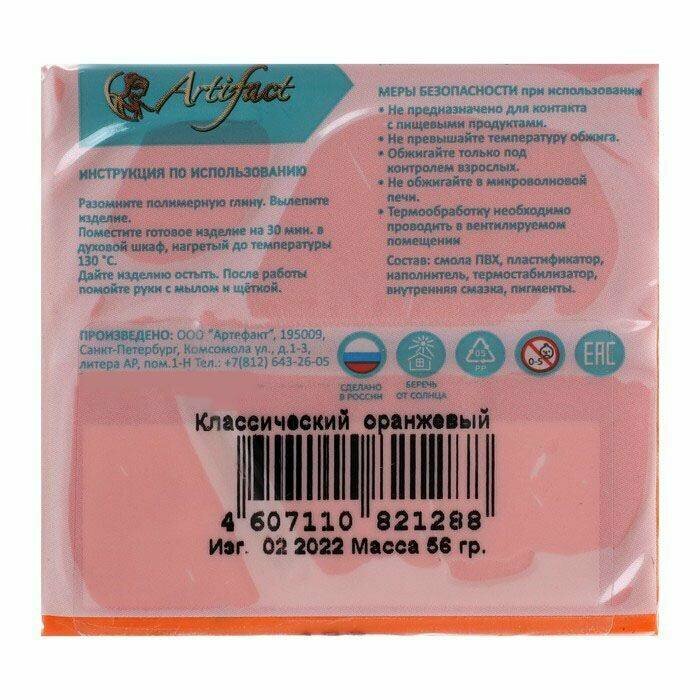 Artifact
ИНСТРУКЦИЯ ПО ИСПОЛЬЗОВАНИЮ
Разомните полимерную глину. Вылепите
изделие.
Поместите готовое изделие на 30 мин. в
духовой шкаф, нагретый до температуры
130 °С.
Дайте изделию остыть. После работы
помойте руки с мылом и щёткой.
МЕРЫ БЕЗОПАСНОСТИ при использовании
• Не предназначено для контакта
с пищевыми продуктами.
• Не превышайте температуру обжига.
• Обжигайте только под
контролем взрослых.
• Не обжигайте в микроволновой
печи.
• Термообработку необходимо
проводить в вентилируемом
помещении
Состав: смола ПВХ, пластификатор,
наполнитель, термостабилизатор,
внутренняя смазка, пигменты.
ПРОИЗВЕДЕНО: ООО "Артефакт", 195009,
Санкт-Петербург, Комсомола ул., д.1-3,
литера АР, пом.1-Н Тел.: +7(812) 643-26-05
СДЕЛАНО
В РОССИИ
БЕРЕЧЬ
ОТ СОЛНЦА
05
PP
0-5
EAC
Классический оранжевый
4 607110 821288
Изг. 02 2022 Масса 56 гр.